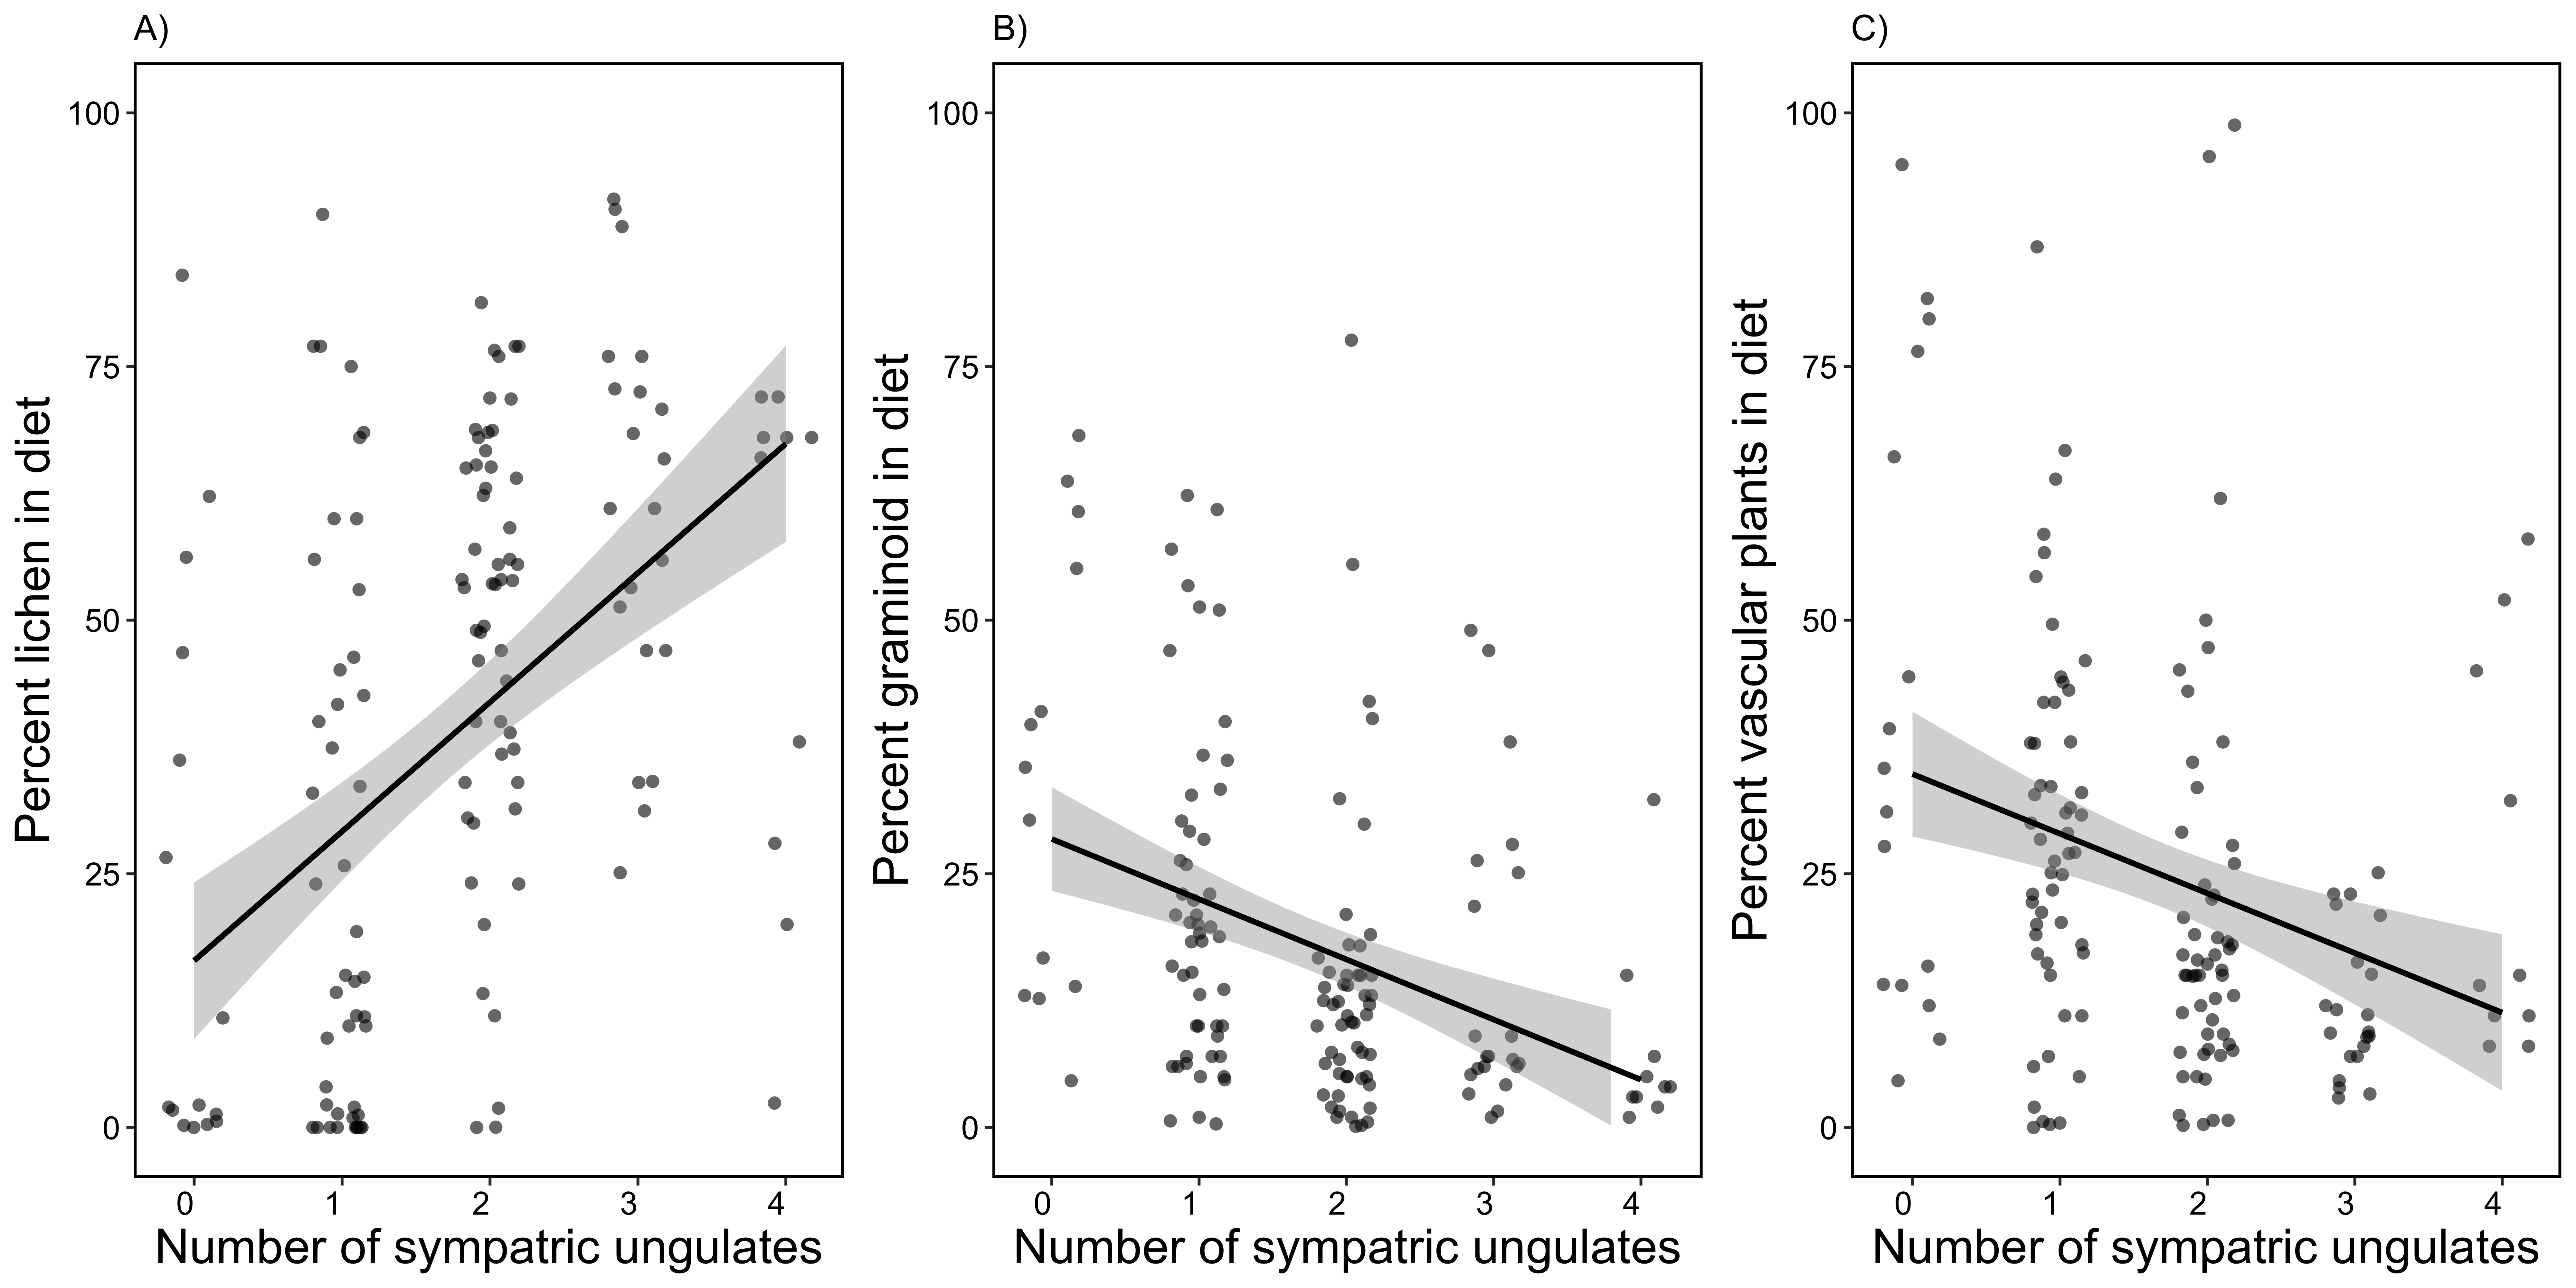 A)
Percent lichen in diet
100
75
50
25
0
0 1 2 3 4
Number of sympatric ungulates
B)
Percent graminoid in diet
100
75
50
25
0
0 1 2 3 4
Number of sympatric ungulates
C)
Percent vascular plants in diet
100
75
50
25
0
0 1 2 3 4
Number of sympatric ungulates